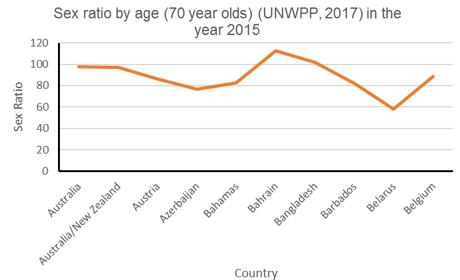 Sex ratio by age (70 year olds) (UNWPP, 2017) in the
year 2015
120
100
80
60
40
20
0
Sex Ratio
Australia
Australia/New Zealand
Austria
Azerbaijan
Bahamas
Bahrain
Bangladesh
Barbados
Belarus
Belgium
Country